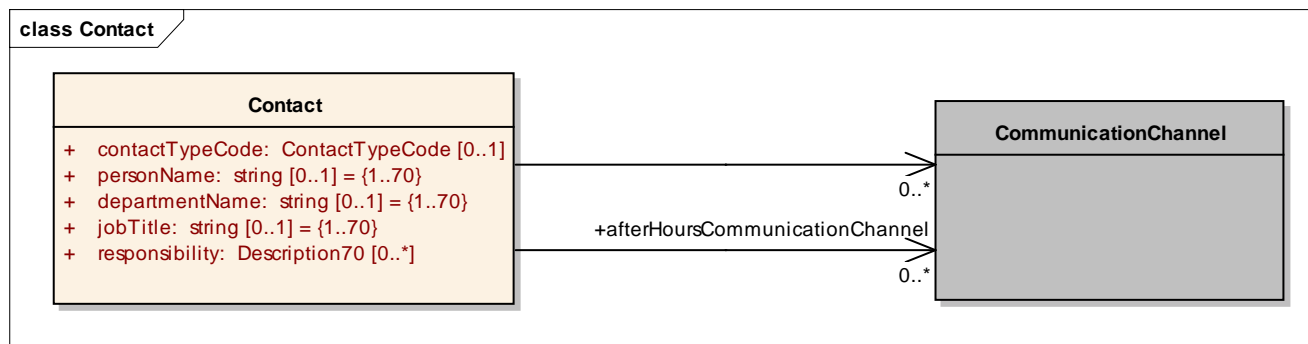 class Contact
Contact
+ contactTypeCode: ContactTypeCode [0..1]
+ personName: string [0..1] = {1..70}
+ departmentName: string [0..1] = {1..70}
+ jobTitle: string [0..1] = {1..70}
+ responsibility: Description70 [0..*]
CommunicationChannel
0..*
+afterHoursCommunicationChannel
0..*